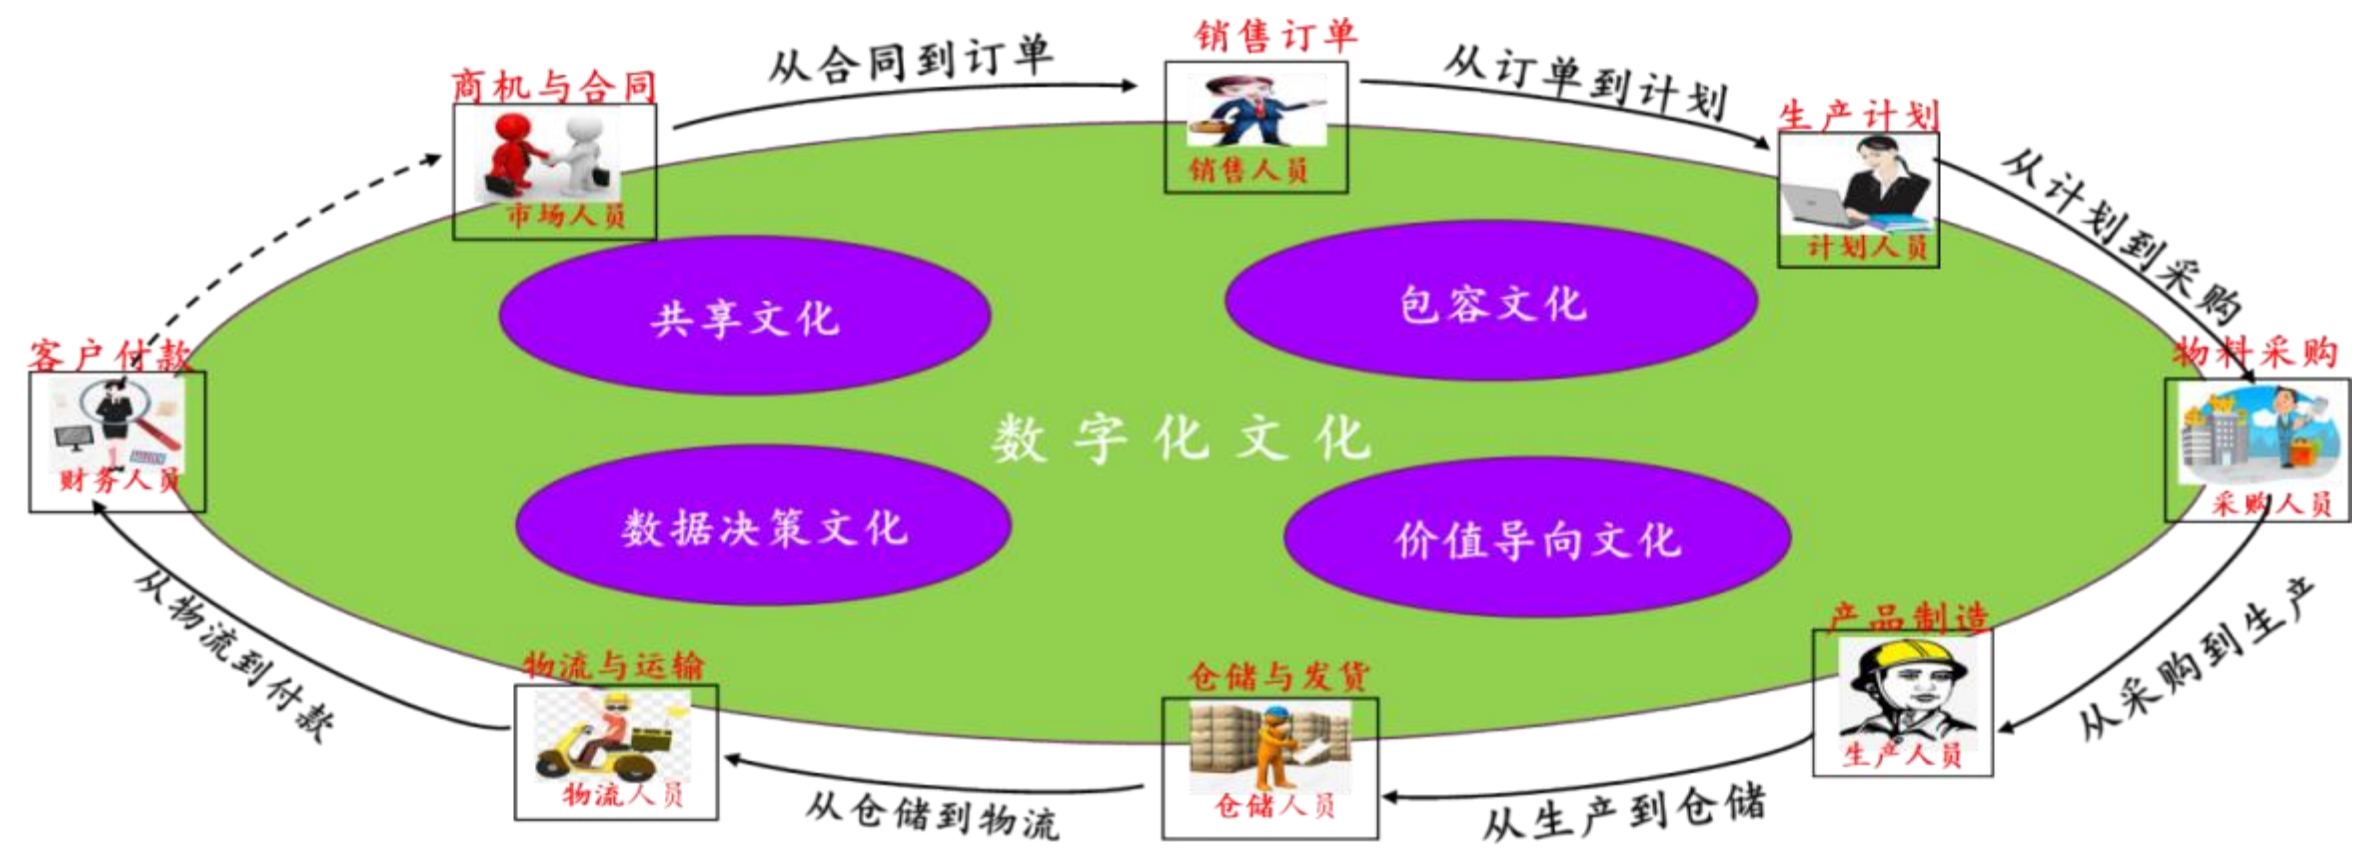 商机与合同
市场人员
从合同到订单
销售订单
销售人员
从订单到计划
生产计划
计划人员
从计划到采购
物料采购
采购人员
从采购到生产
产品制造
生产人员
从生产到仓储
仓储与发货
仓储人员
从仓储到物流
物流与运输
物流人员
从物流到付款
客户付款
财务人员
共享文化
包容文化
数字化文化
数据决策文化
价值导向文化